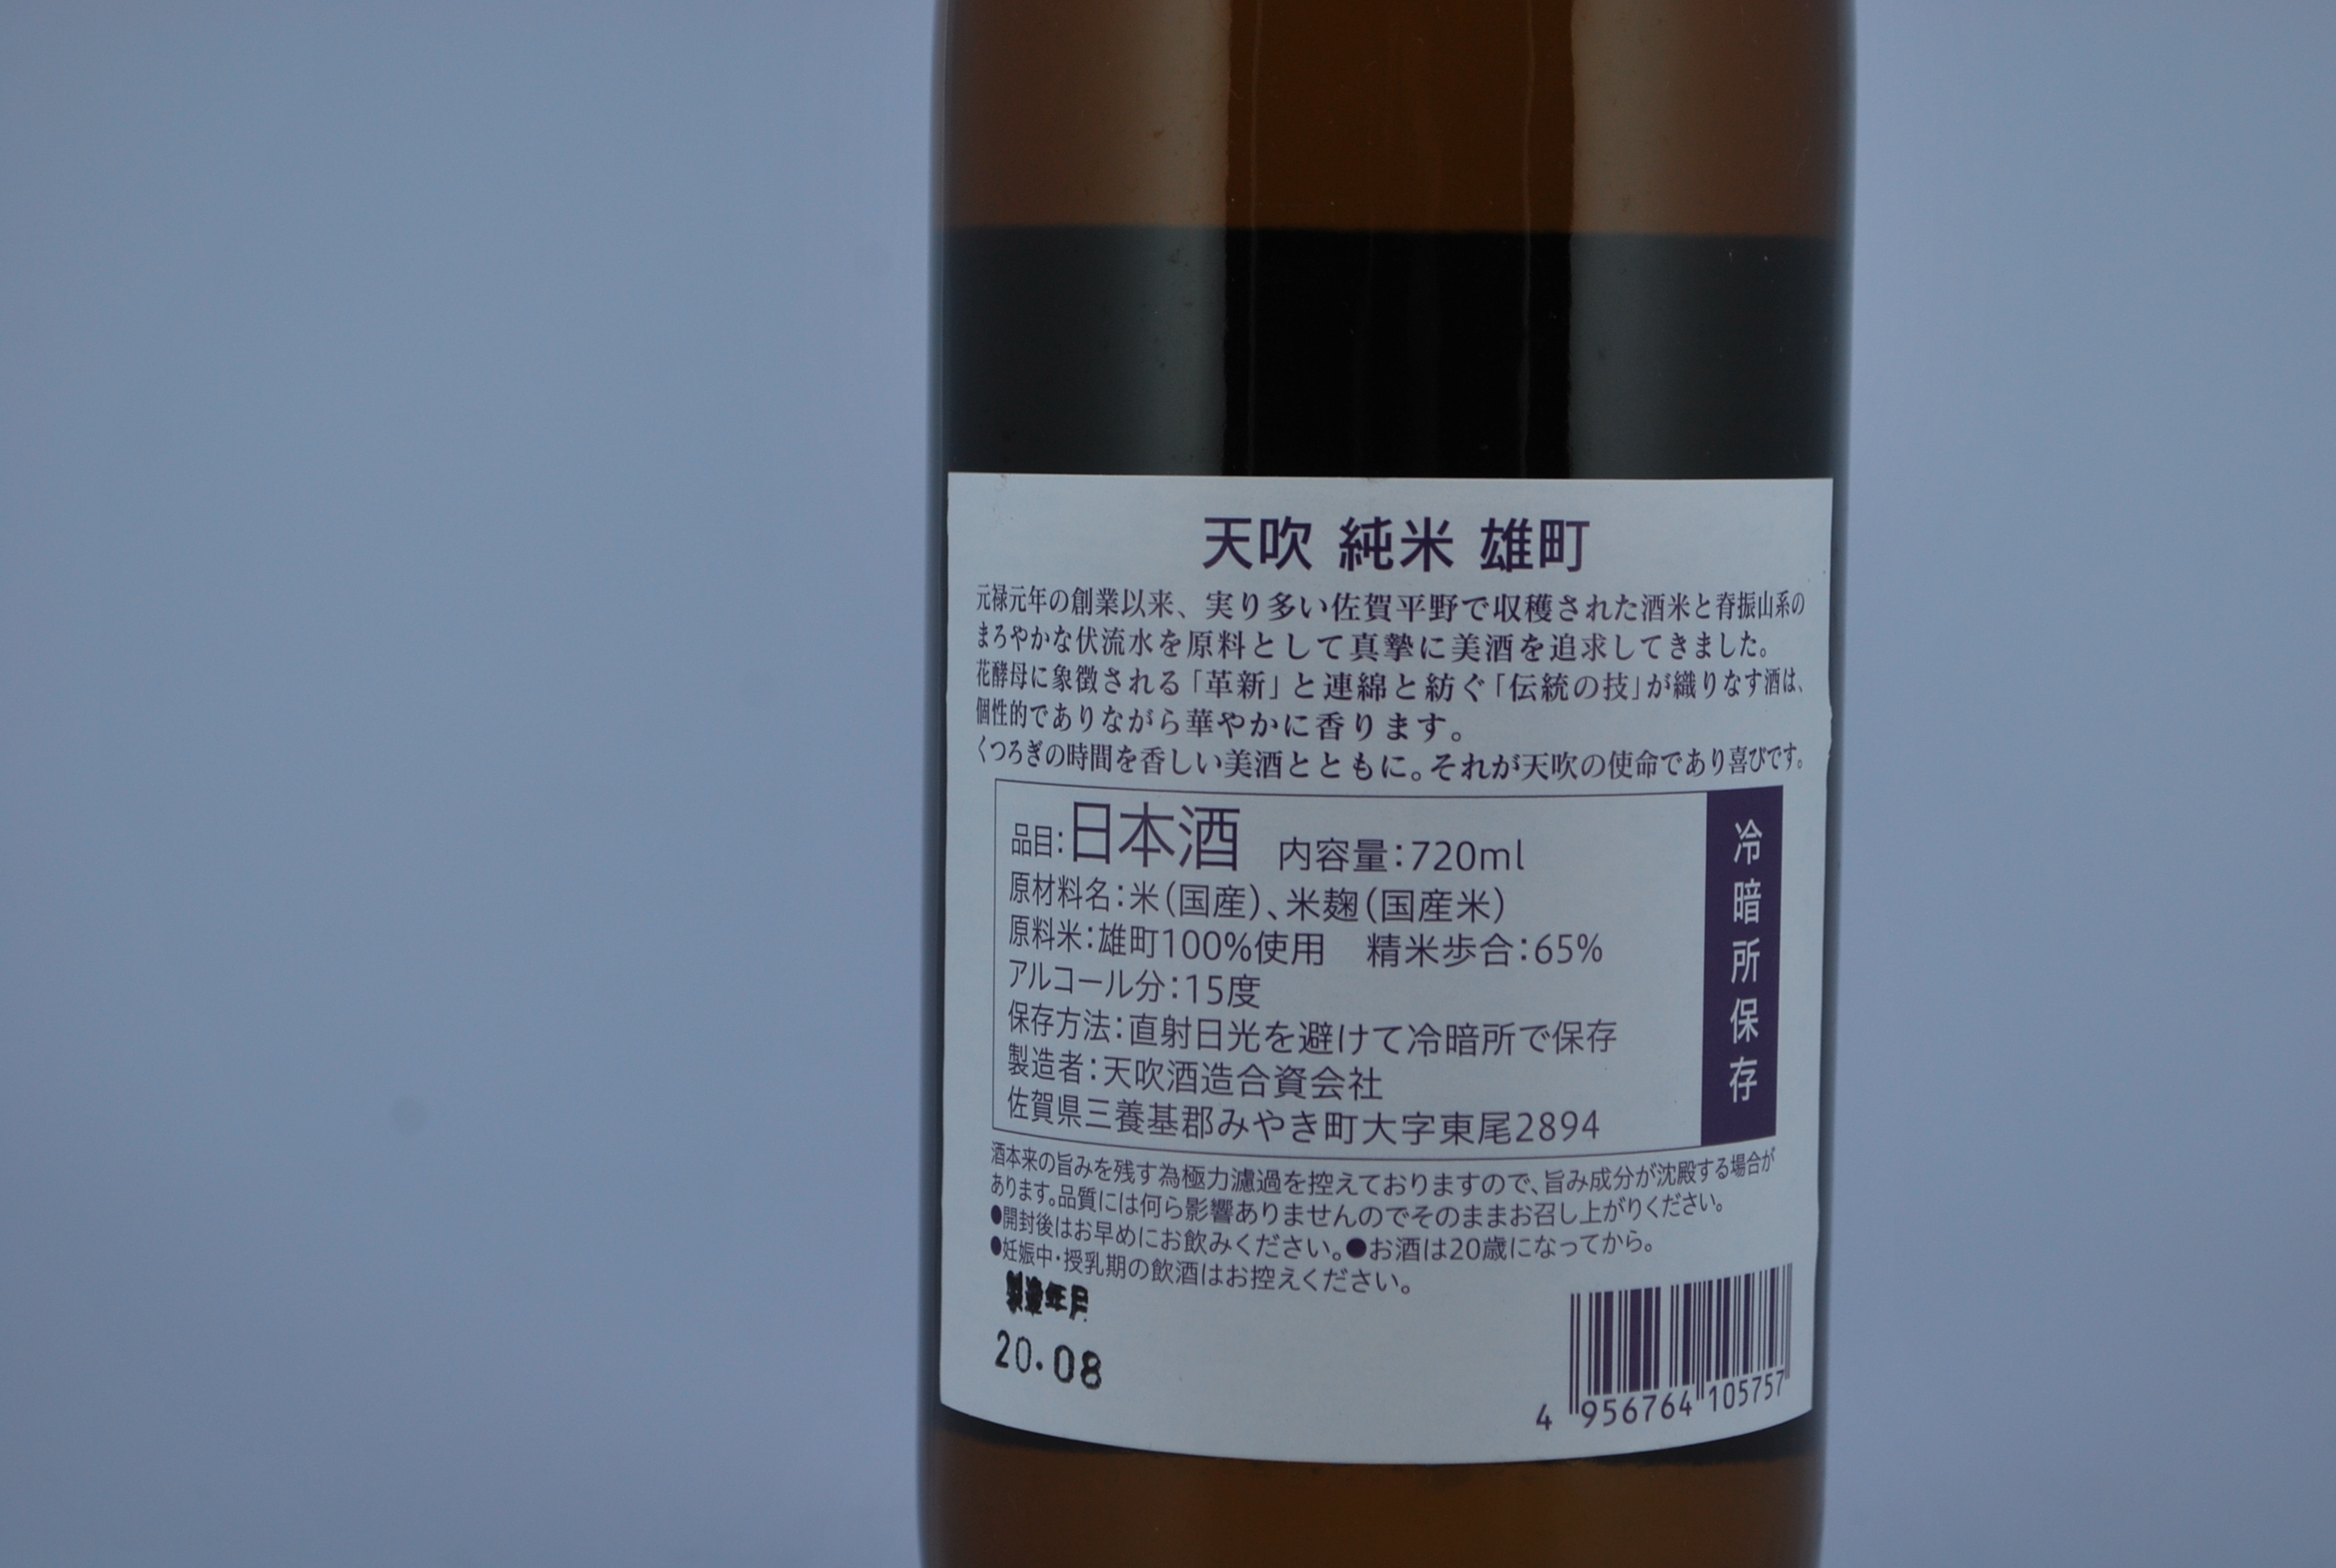 天吹 純米 雄町
元禄元年の創業以来、実り多い佐賀平野で収穫された酒米と脊振山系の
まろやかな伏流水を原料として真摯に美酒を追求してきました。
花酵母に象徴される「革新」と連綿と紡ぐ「伝統の技」が織りなす酒は、
個性的でありながら華やかに香ります。
くつろぎの時間を香しい美酒とともに。それが天吹の使命であり喜びです。
品目:日本酒 内容量:720ml
原材料名:米(国産)、米麹(国産米)
原料米:雄町100%使用 精米歩合:65%
アルコール分:15度
保存方法:直射日光を避けて冷暗所で保存
製造者:天吹酒造合資会社
佐賀県三養基郡みやき町大字東尾2894
冷暗所保存
酒本来の旨みを残す為極力濾過を控えておりますので、旨み成分が沈殿する場合が
あります。品質には何ら影響ありませんのでそのままお召し上がりください。
●開封後はお早めにお飲みください。●お酒は20歳になってから。
●妊娠中・授乳期の飲酒はお控えください。
製造年月
20.08
4 956764 105757